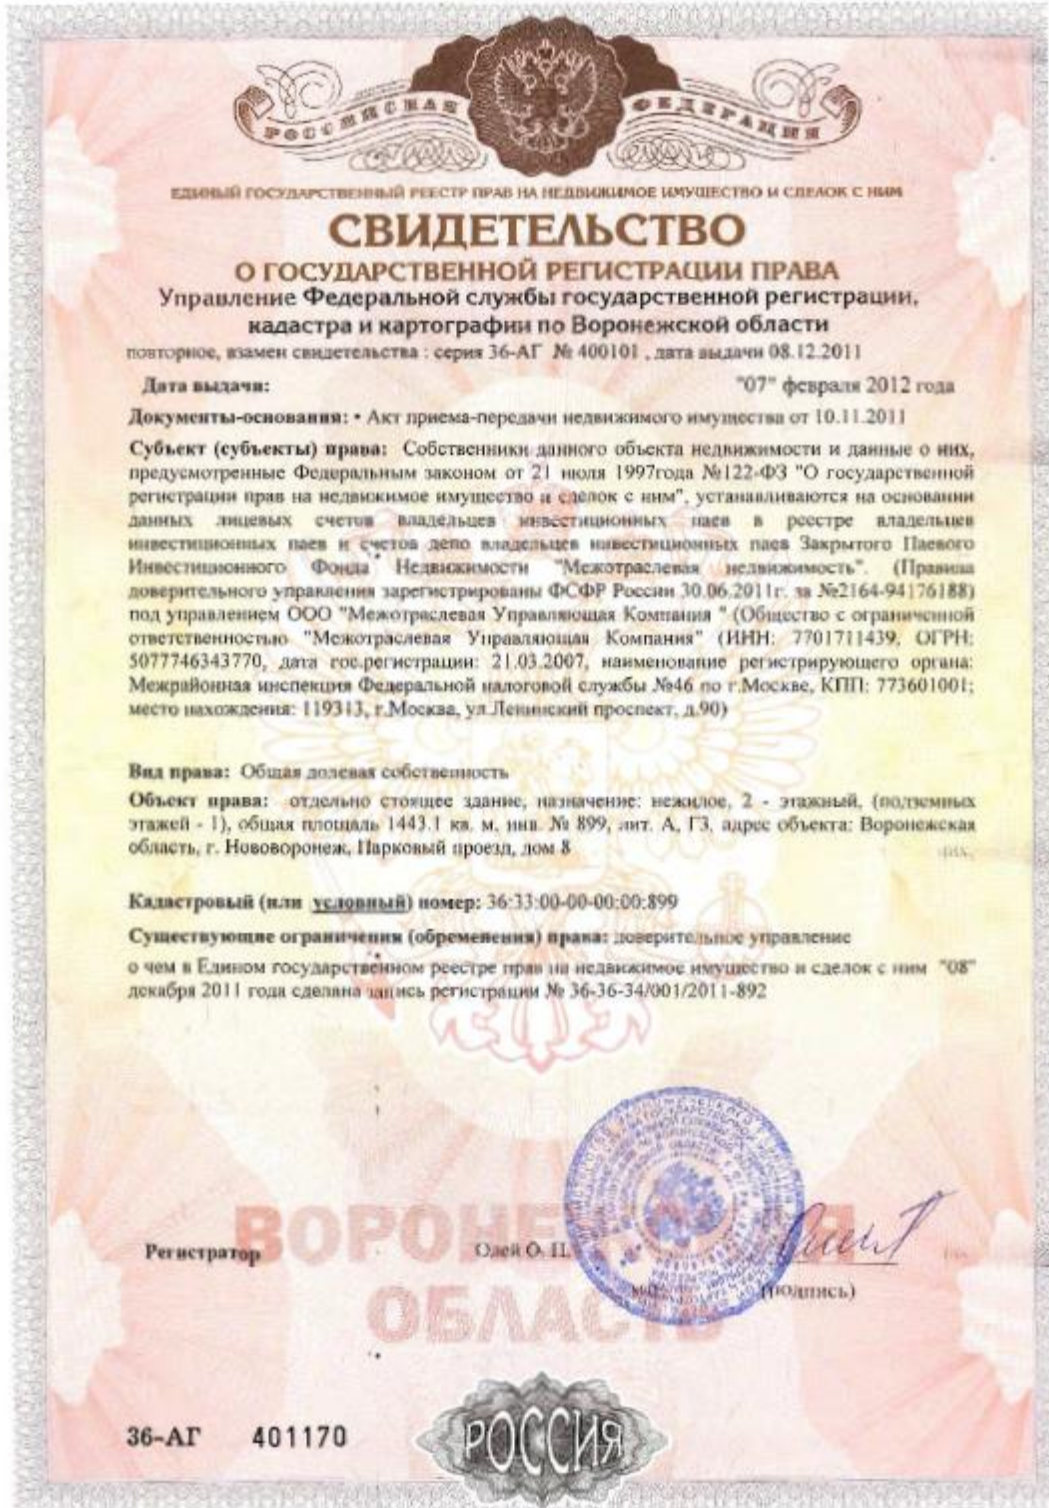 РОССИЙСКАЯ ФЕДЕРАЦИЯ
ЕДИНЫЙ ГОСУДАРСТВЕННЫЙ РЕЕСТР ПРАВ НА НЕДВИЖИМОЕ ИМУЩЕСТВО И СДЕЛОК С НИМ
СВИДЕТЕЛЬСТВО
О ГОСУДАРСТВЕННОЙ РЕГИСТРАЦИИ ПРАВА
Управление Федеральной службы государственной регистрации,
кадастра и картографии по Воронежской области
повторное, взамен свидетельства : серия 36-АГ № 400101 , дата выдачи 08.12.2011
Дата выдачи: "07" февраля 2012 года
Документы-основания: • Акт приема-передачи недвижимого имущества от 10.11.2011
Субъект (субъекты) права: Собственники данного объекта недвижимости и данные о них,
предусмотренные Федеральным законом от 21 июля 1997года №122-ФЗ "О государственной
регистрации прав на недвижимое имущество и сделок с ним", устанавливаются на основании
данных лицевых счетов владельцев инвестиционных паев в реестре владельцев
инвестиционных паев и счетов депо владельцев инвестиционных паев Закрытого Паевого
Инвестиционного Фонда Недвижимости "Межотраслевая недвижимость". (Правила
доверительного управления зарегистрированы ФСФР России 30.06.2011г. за №2164-94176188)
под управлением ООО "Межотраслевая Управляющая Компания " (Общество с ограниченной
ответственностью "Межотраслевая Управляющая Компания" (ИНН: 7701711439, ОГРН:
5077746343770, дата гос.регистрации: 21.03.2007, наименование регистрирующего органа:
Межрайонная инспекция Федеральной налоговой службы №46 по г.Москве, КПП: 773601001;
место нахождения: 119313, г.Москва, ул.Ленинский проспект, д.90)
Вид права: Общая долевая собственность
Объект права: отдельно стоящее здание, назначение: нежилое, 2 - этажный, (подземных
этажей - 1), общая площадь 1443.1 кв. м, инв. № 899, лит. А, Г3, адрес объекта: Воронежская
область, г. Нововоронеж, Парковый проезд, дом 8
Кадастровый (или условный) номер: 36:33:00-00-00:00:899
Существующие ограничения (обременения) права: доверительное управление
о чем в Едином государственном реестре прав на недвижимое имущество и сделок с ним "08"
декабря 2011 года сделана запись регистрации № 36-36-34/001/2011-892
ВОРОНЕЖСКАЯ
Регистратор Олей О. П.
м.п. (подпись)
ОБЛАСТЬ
36-АГ 401170
РОССИЯ